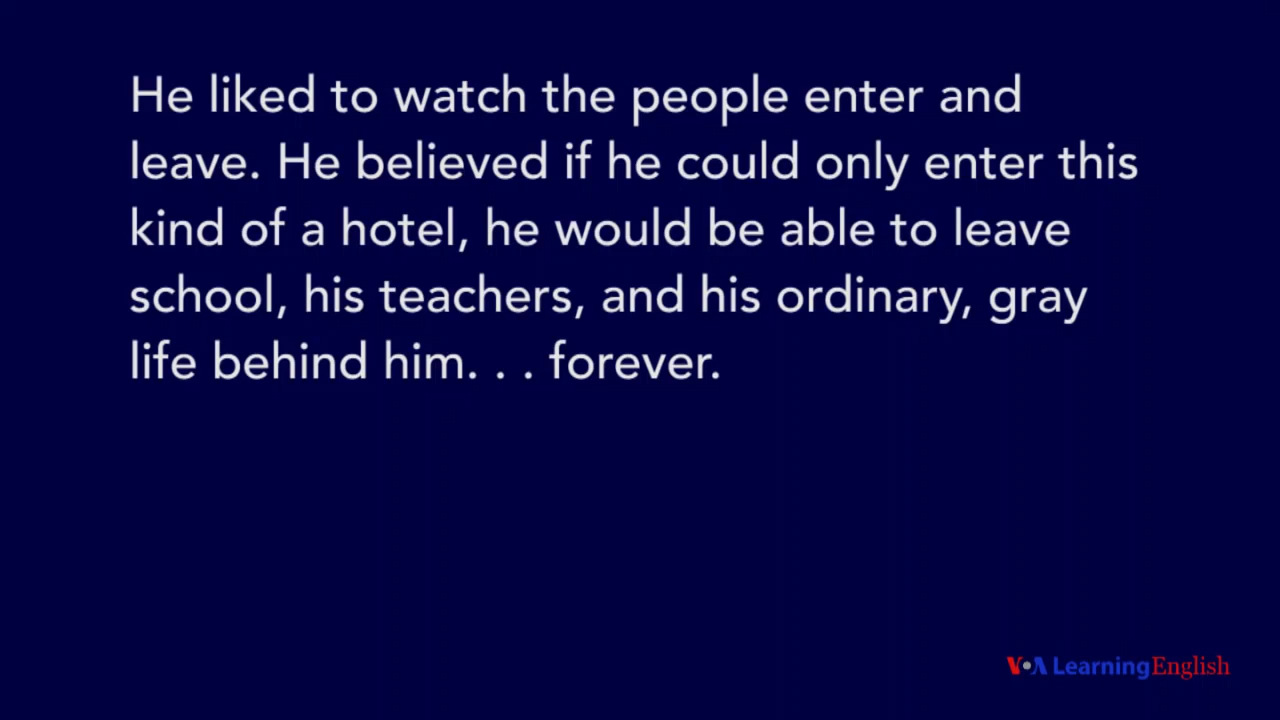 He liked to watch the people enter and
leave. He believed if he could only enter this
kind of a hotel, he would be able to leave
school, his teachers, and his ordinary, gray
life behind him. . . forever.
VOA Learning English